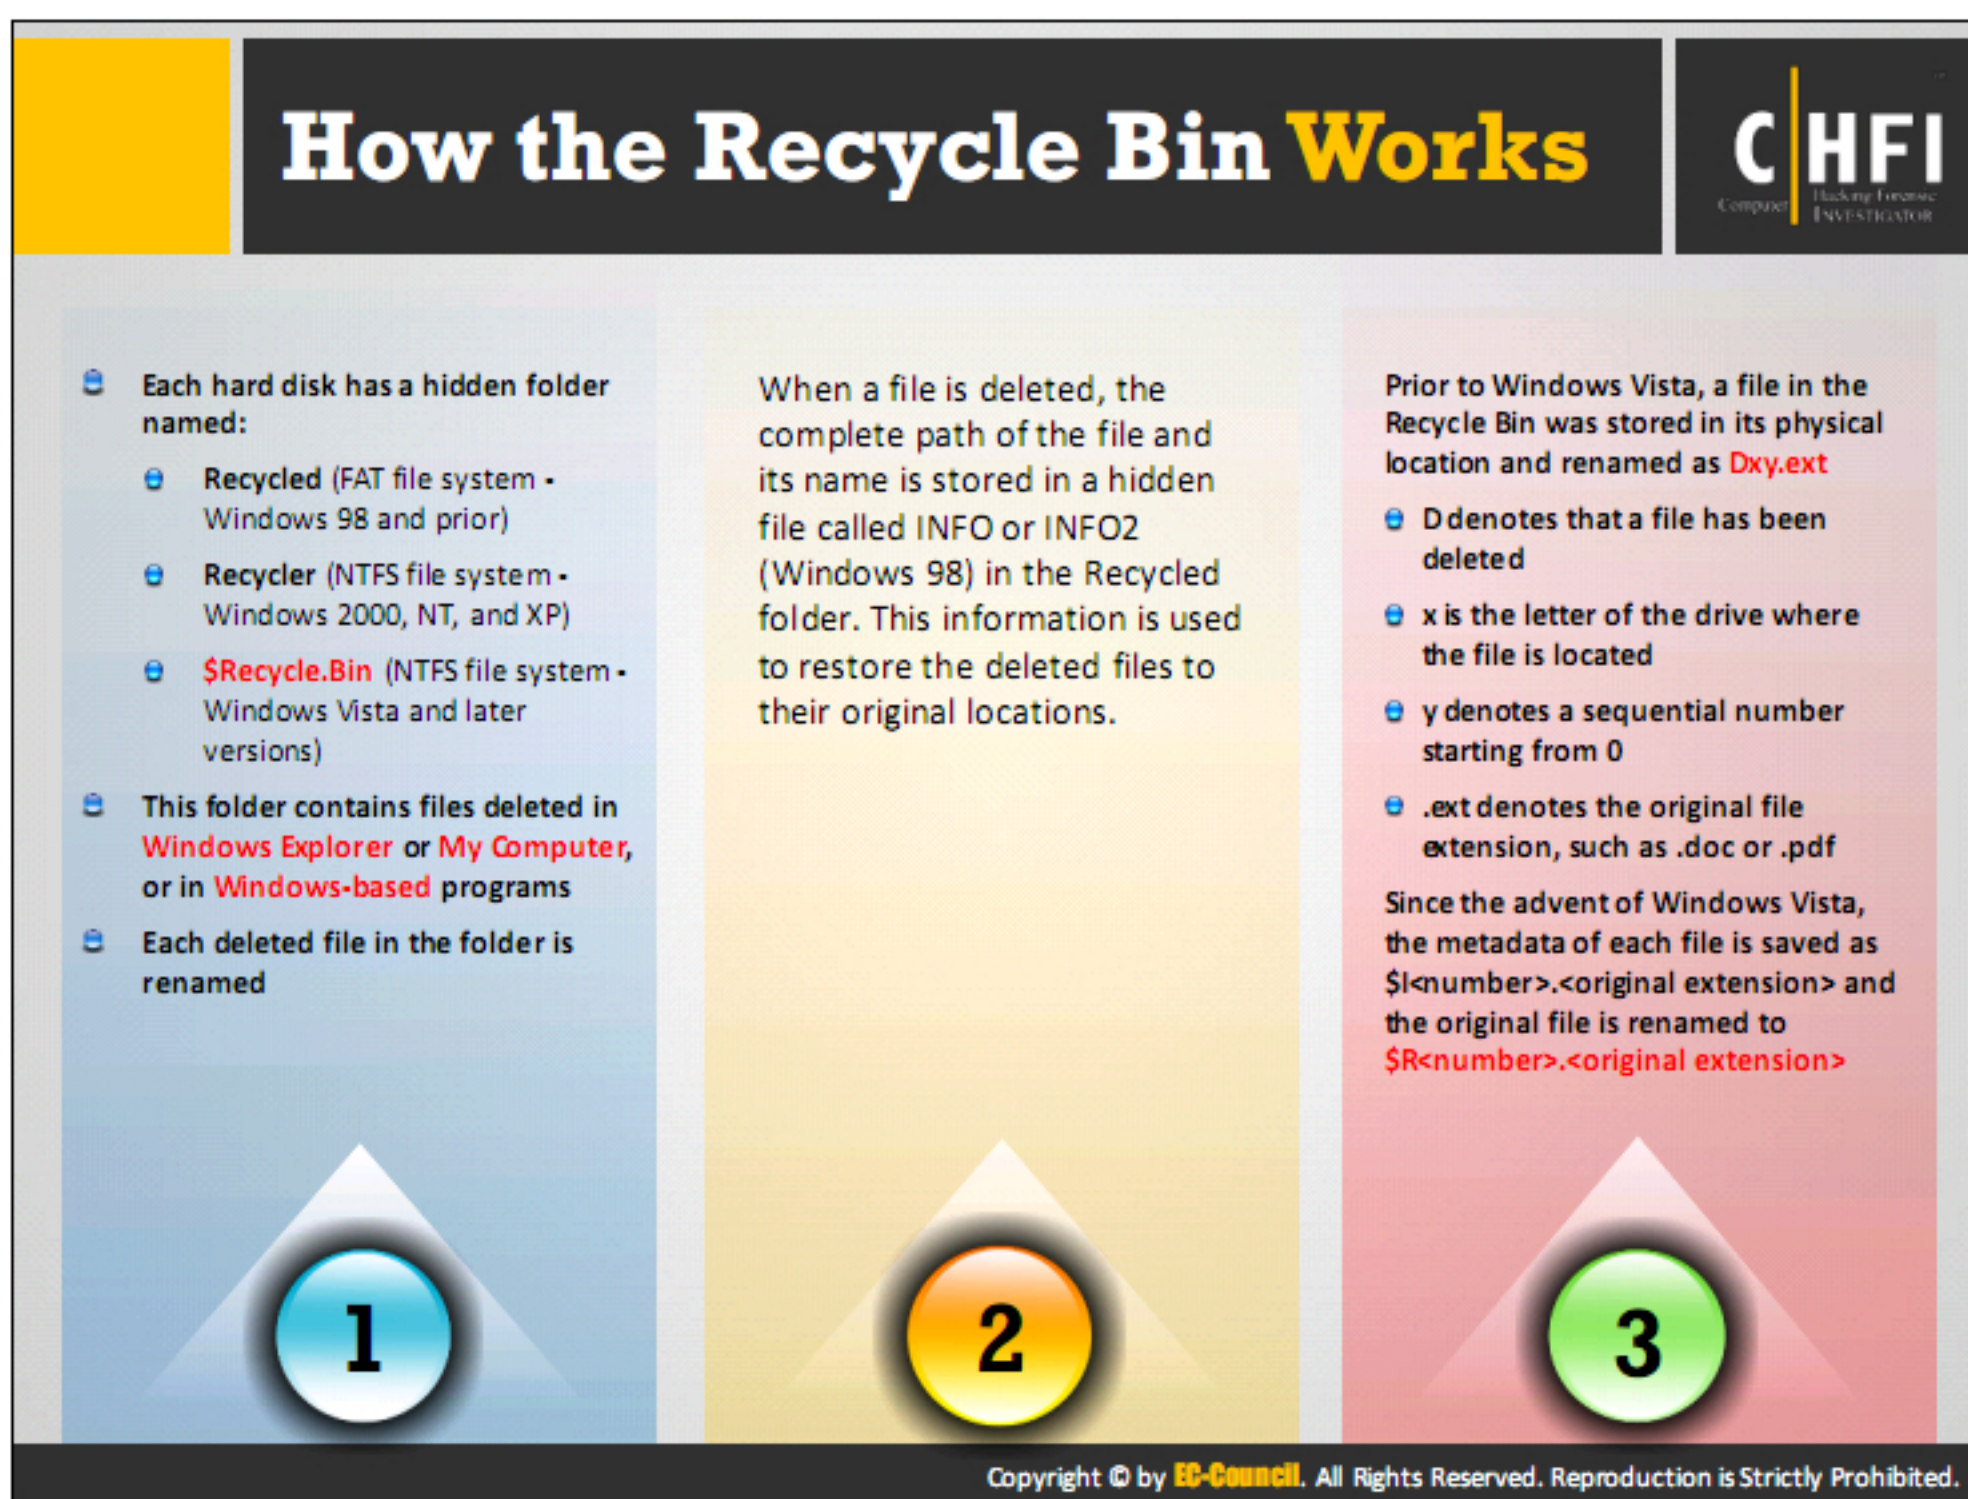 How the Recycle Bin Works
C HFI
Computer
Hacking Forensic
INVESTIGATOR
Each hard disk has a hidden folder
named:
Recycled (FAT file system -
Windows 98 and prior)
Recycler (NTFS file system -
Windows 2000, NT, and XP)
$Recycle.Bin (NTFS file system -
Windows Vista and later
versions)
This folder contains files deleted in
Windows Explorer or My Computer,
or in Windows-based programs
Each deleted file in the folder is
renamed
1
When a file is deleted, the
complete path of the file and
its name is stored in a hidden
file called INFO or INFO2
(Windows 98) in the Recycled
folder. This information is used
to restore the deleted files to
their original locations.
2
Prior to Windows Vista, a file in the
Recycle Bin was stored in its physical
location and renamed as Dxy.ext
D denotes that a file has been
deleted
x is the letter of the drive where
the file is located
y denotes a sequential number
starting from 0
.ext denotes the original file
extension, such as .doc or .pdf
Since the advent of Windows Vista,
the metadata of each file is saved as
$I<number>.<original extension> and
the original file is renamed to
$R<number>.<original extension>
3
Copyright © by EC-Council. All Rights Reserved. Reproduction is Strictly Prohibited.